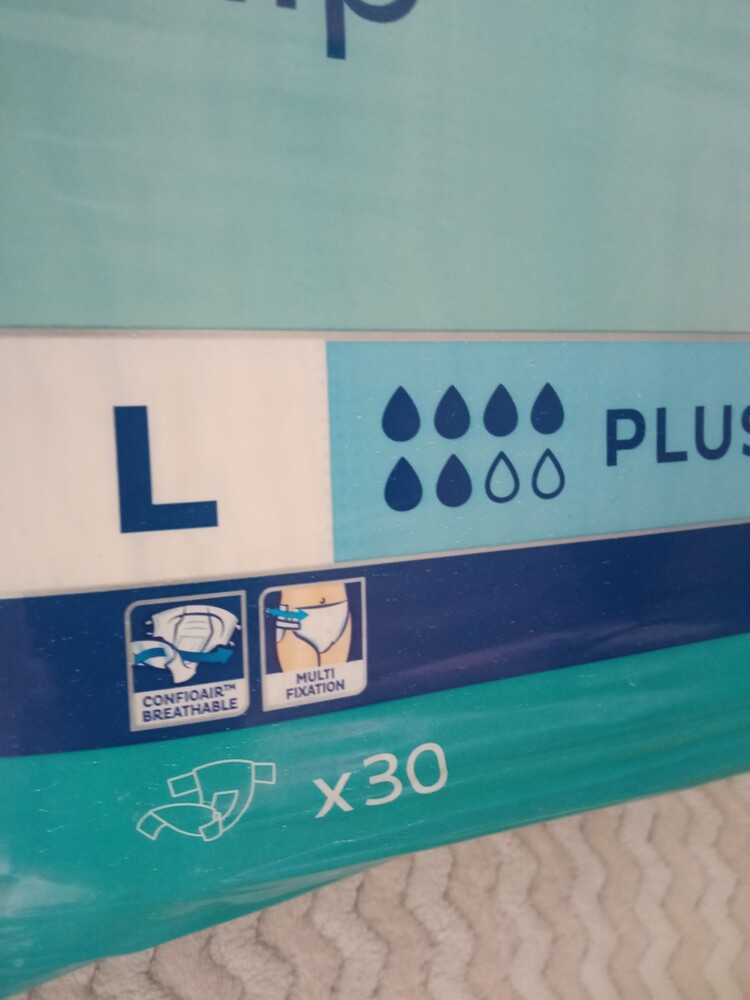 L
PLUS
CONFIOAIR™
BREATHABLE
MULTI
FIXATION
x30